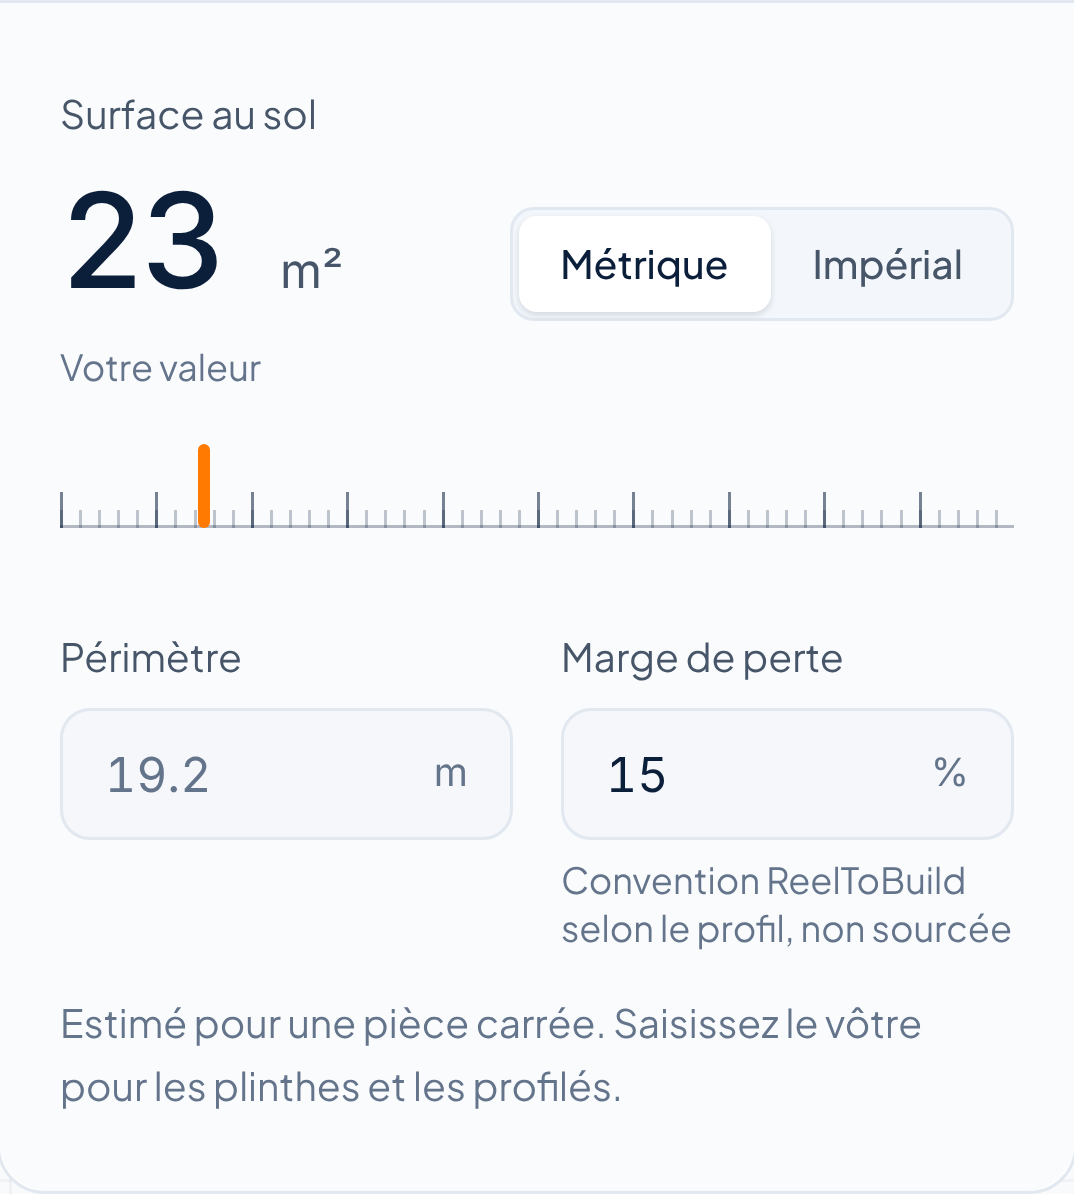 Surface au sol
23 m²
Métrique Impérial
Votre valeur
Périmètre
Marge de perte
19.2 m
15 %
Convention ReelToBuild
selon le profil, non sourcée
Estimé pour une pièce carrée. Saisissez le vôtre
pour les plinthes et les profilés.